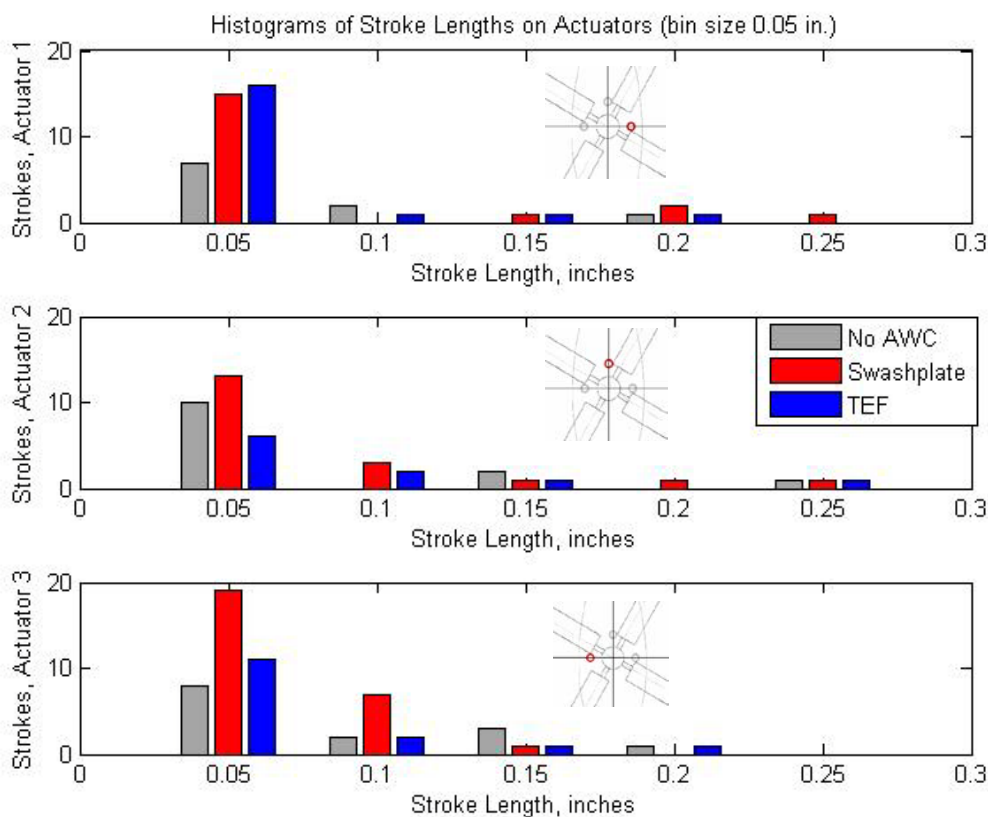 Histograms of Stroke Lengths on Actuators (bin size 0.05 in.)
Strokes, Actuator 1
20
10
0
0 0.05 0.1 0.15 0.2 0.25 0.3
Stroke Length, inches
Strokes, Actuator 2
20
10
0
No AWC
Swashplate
TEF
0 0.05 0.1 0.15 0.2 0.25 0.3
Stroke Length, inches
Strokes, Actuator 3
20
10
0
0 0.05 0.1 0.15 0.2 0.25 0.3
Stroke Length, inches